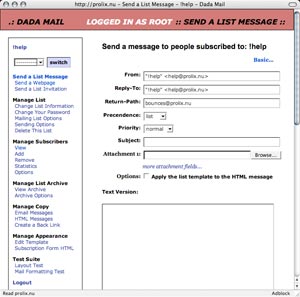 http://prolix.nu – Send a List Message – !help – Dada Mail
.: DADA MAIL
LOGGED IN AS ROOT :: SEND A LIST MESSAGE ::
!help
switch
Send a List Message
Send a Webpage
Send a List Invitation
Manage List
Change List Information
Change Your Password
Mailing List Options
Sending Options
Delete This List
Manage Subscribers
View
Add
Remove
Statistics
Options
Manage List Archive
View Archive
Archive Options
Manage Copy
Email Messages
HTML Messages
Create a Back Link
Manage Appearance
Edit Template
Subscription Form HTML
Test Suite
Layout Test
Mail Formatting Test
Logout
Send a message to people subscribed to: !help
Basic...
From: "!help" <help@prolix.nu>
Reply-To: "!help" <help@prolix.nu>
Return-Path: bounces@prolix.nu
Precendence: list
Priority: normal
Subject:
Attachment 1: Browse...
more attachment fields...
Options: Apply the list template to the HTML message
Text Version:
Read prolix.nu
Adblock